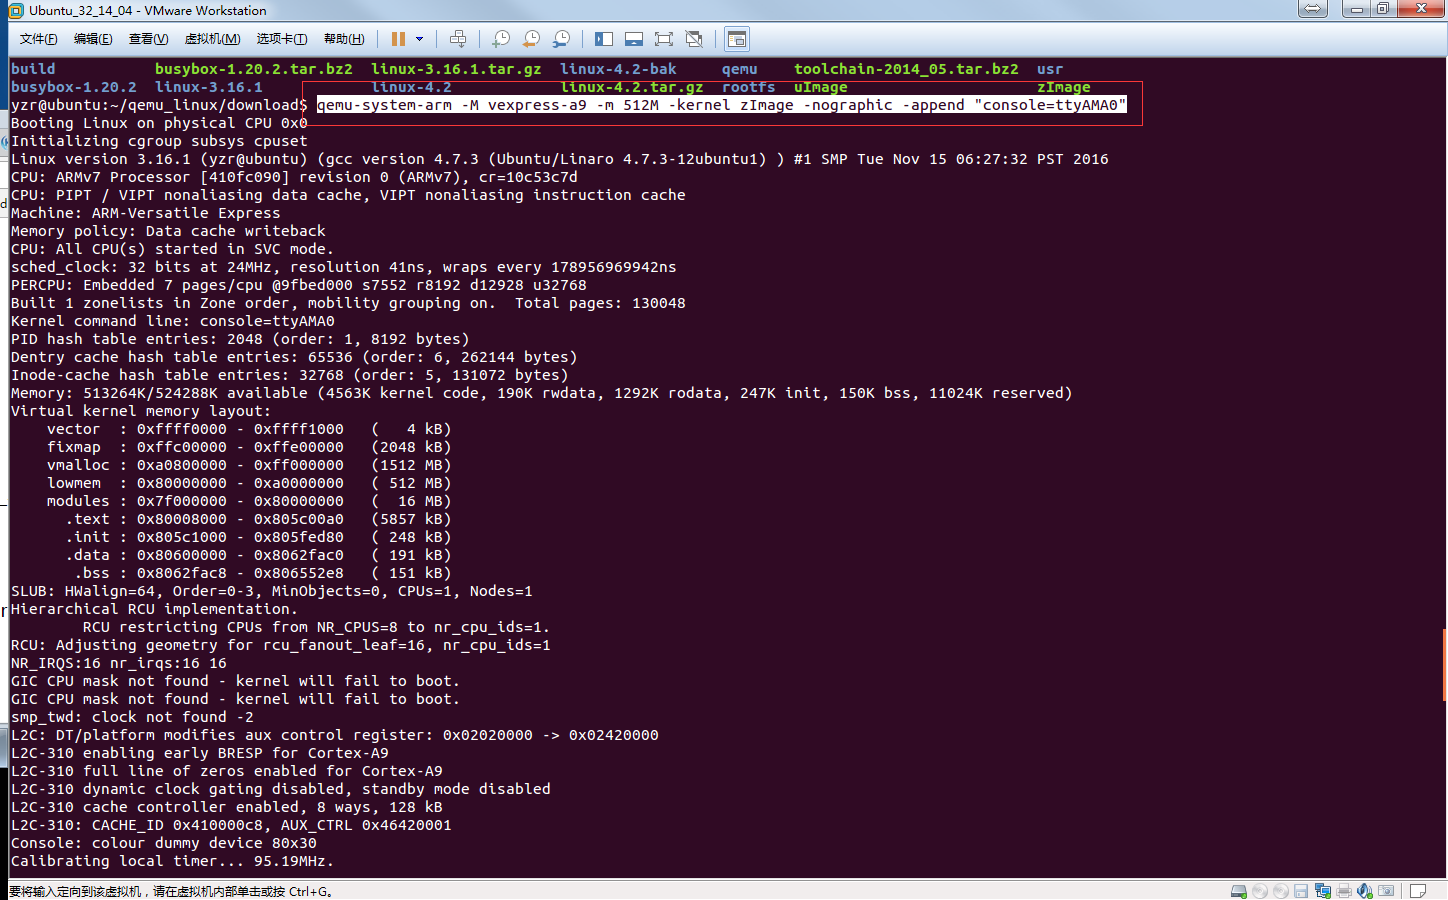 Ubuntu_32_14_04 - VMware Workstation
文件(F) 编辑(E) 查看(V) 虚拟机(M) 选项卡(T) 帮助(H)
build busybox-1.20.2.tar.bz2 linux-3.16.1.tar.gz linux-4.2-bak qemu toolchain-2014_05.tar.bz2 usr
busybox-1.20.2 linux-3.16.1 linux-4.2 linux-4.2.tar.gz rootfs uImage zImage
yzr@ubuntu:~/qemu_linux/download$ qemu-system-arm -M vexpress-a9 -m 512M -kernel zImage -nographic -append "console=ttyAMA0"
Booting Linux on physical CPU 0x0
Initializing cgroup subsys cpuset
Linux version 3.16.1 (yzr@ubuntu) (gcc version 4.7.3 (Ubuntu/Linaro 4.7.3-12ubuntu1) ) #1 SMP Tue Nov 15 06:27:32 PST 2016
CPU: ARMv7 Processor [410fc090] revision 0 (ARMv7), cr=10c53c7d
CPU: PIPT / VIPT nonaliasing data cache, VIPT nonaliasing instruction cache
Machine: ARM-Versatile Express
Memory policy: Data cache writeback
CPU: All CPU(s) started in SVC mode.
sched_clock: 32 bits at 24MHz, resolution 41ns, wraps every 178956969942ns
PERCPU: Embedded 7 pages/cpu @9fbed000 s7552 r8192 d12928 u32768
Built 1 zonelists in Zone order, mobility grouping on.  Total pages: 130048
Kernel command line: console=ttyAMA0
PID hash table entries: 2048 (order: 1, 8192 bytes)
Dentry cache hash table entries: 65536 (order: 6, 262144 bytes)
Inode-cache hash table entries: 32768 (order: 5, 131072 bytes)
Memory: 513264K/524288K available (4563K kernel code, 190K rwdata, 1292K rodata, 247K init, 150K bss, 11024K reserved)
Virtual kernel memory layout:
vector  : 0xffff0000 - 0xffff1000   (   4 kB)
fixmap  : 0xffc00000 - 0xffe00000   (2048 kB)
vmalloc : 0xa0800000 - 0xff000000   (1512 MB)
lowmem  : 0x80000000 - 0xa0000000   ( 512 MB)
modules : 0x7f000000 - 0x80000000   (  16 MB)
.text : 0x80008000 - 0x805c00a0   (5857 kB)
.init : 0x805c1000 - 0x805fed80   ( 248 kB)
.data : 0x80600000 - 0x8062fac0   ( 191 kB)
.bss : 0x8062fac8 - 0x806552e8   ( 151 kB)
SLUB: HWalign=64, Order=0-3, MinObjects=0, CPUs=1, Nodes=1
Hierarchical RCU implementation.
RCU restricting CPUs from NR_CPUS=8 to nr_cpu_ids=1.
RCU: Adjusting geometry for rcu_fanout_leaf=16, nr_cpu_ids=1
NR_IRQS:16 nr_irqs:16 16
GIC CPU mask not found - kernel will fail to boot.
GIC CPU mask not found - kernel will fail to boot.
smp_twd: clock not found -2
L2C: DT/platform modifies aux control register: 0x02020000 -> 0x02420000
L2C-310 enabling early BRESP for Cortex-A9
L2C-310 full line of zeros enabled for Cortex-A9
L2C-310 dynamic clock gating disabled, standby mode disabled
L2C-310 cache controller enabled, 8 ways, 128 kB
L2C-310: CACHE_ID 0x410000c8, AUX_CTRL 0x46420001
Console: colour dummy device 80x30
Calibrating local timer... 95.19MHz.
要将输入定向到该虚拟机，请在虚拟机内部单击或按 Ctrl+G。